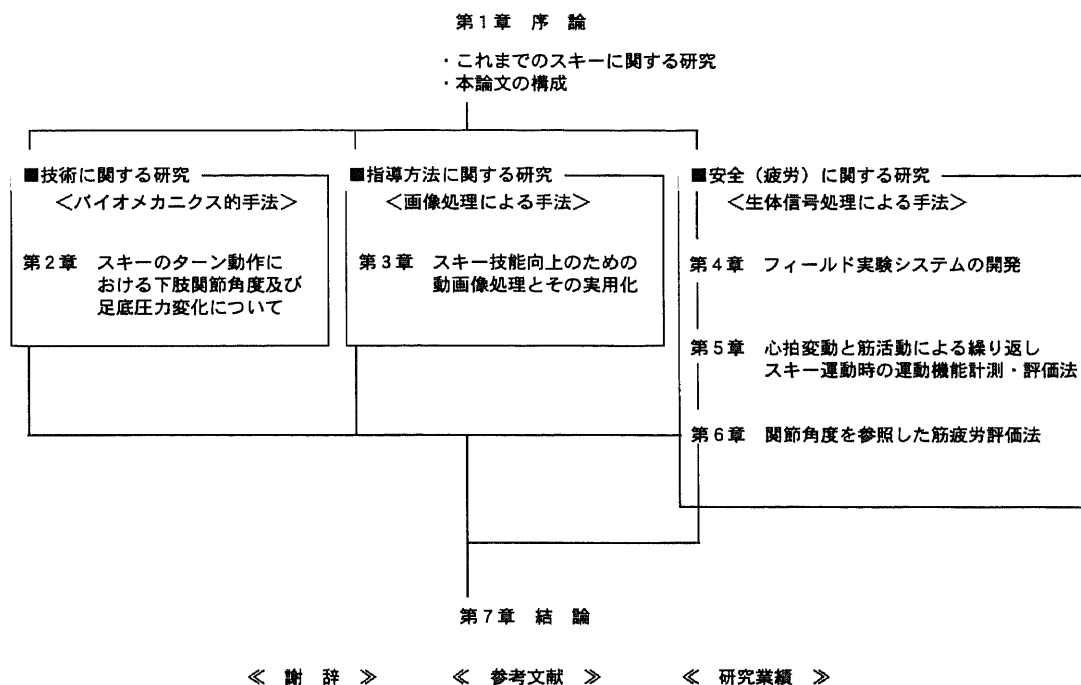 第1章 序 論
・これまでのスキーに関する研究
・本論文の構成
■技術に関する研究
＜バイオメカニクス的手法＞
第2章 スキーのターン動作に
おける下肢関節角度及び
足底圧力変化について
■指導方法に関する研究
＜画像処理による手法＞
第3章 スキー技能向上のための
動画像処理とその実用化
■安全（疲労）に関する研究
＜生体信号処理による手法＞
第4章 フィールド実験システムの開発
第5章 心拍変動と筋活動による繰り返し
スキー運動時の運動機能計測・評価法
第6章 関節角度を参照した筋疲労評価法
第7章 結 論
≪ 謝 辞 ≫ ≪ 参考文献 ≫ ≪ 研究業績 ≫